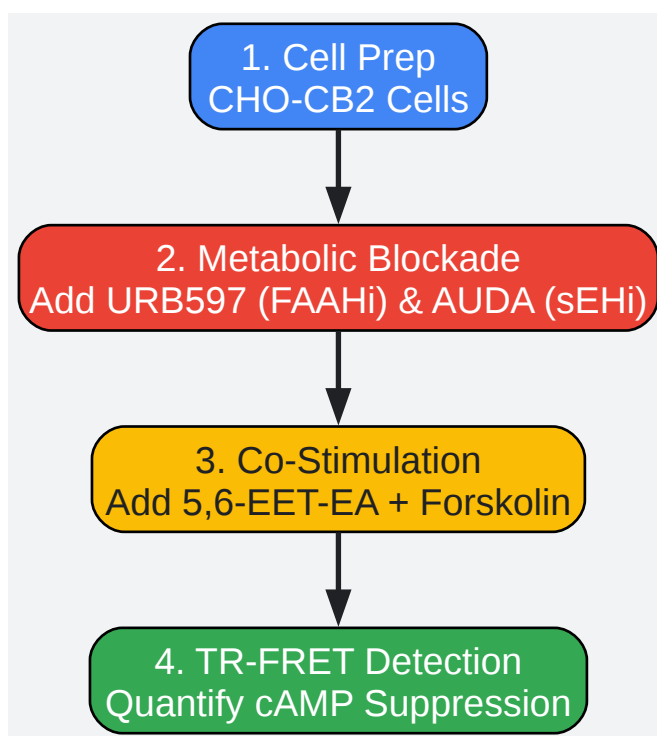 1. Cell Prep
CHO-CB2 Cells
2. Metabolic Blockade
Add URB597 (FAAHi) & AUDA (sEHi)
3. Co-Stimulation
Add 5,6-EET-EA + Forskolin
4. TR-FRET Detection
Quantify cAMP Suppression